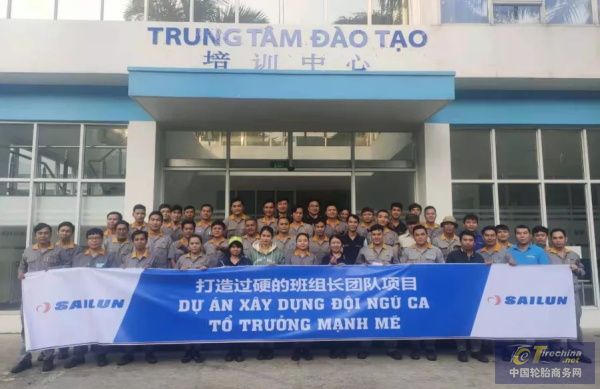 TRUNG TÂM ĐÀO TẠO
培训中心
打造过硬的班组长团队项目
SAILUN
DỰ ÁN XÂY DỰNG ĐỘI NGŨ CA
SAILUN
TỔ TRƯỞNG MẠNH MẼ
Tirechina
.net
中国轮胎商务网